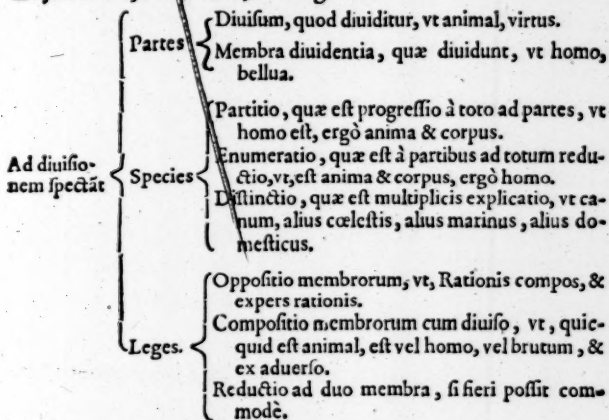 Diuiſum, quod diuiditur, vt animal, virtus.
Partes
Membra diuidentia, quæ diuidunt, vt homo,
bellua.
Partitio, quæ eſt progreſſio à toto ad partes, vt
homo eſt, ergò anima & corpus.
Ad diuiſio-
nem ſpectãt
Species
Enumeratio, quæ eſt à partibus ad totum redu-
ctio, vt, eſt anima & corpus, ergò homo.
Diſtinctio, quæ eſt multiplicis explicatio, vt ca-
num, alius cœleſtis, alius marinus, alius do-
meſticus.
Oppoſitio membrorum, vt, Rationis compos, &
expers rationis.
Compoſitio membrorum cum diuiſo, vt, quic-
quid eſt animal, eſt vel homo, vel brutum, &
ex aduerſo.
Leges.
Reductio ad duo membra, ſi fieri poſſit com-
modè.